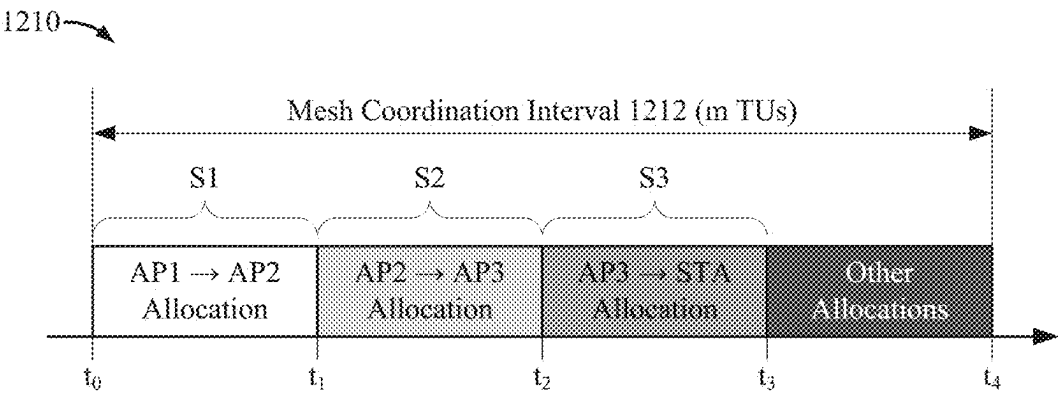 1210
Mesh Coordination Interval 1212 (m TUs)
S1 S2 S3
AP1 → AP2 AP2 → AP3 AP3 → STA Other
Allocation Allocation Allocation Allocations
t₀ t₁ t₂ t₃ t₄